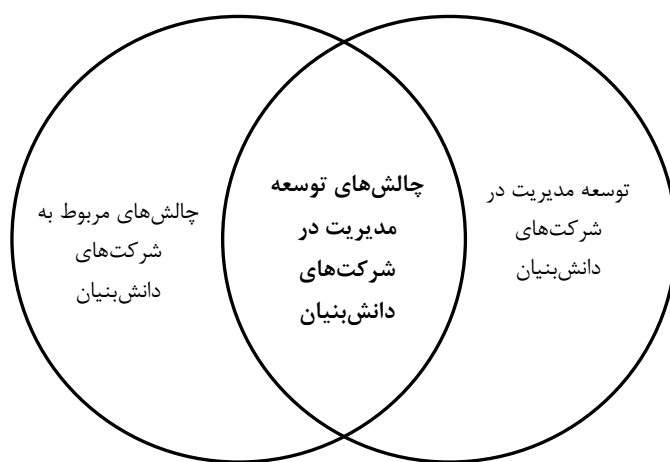 توسعه مدیریت در
شرکت‌های
دانش‌بنیان
چالش‌های توسعه
مدیریت در
شرکت‌های
دانش‌بنیان
چالش‌های مربوط به
شرکت‌های
دانش‌بنیان